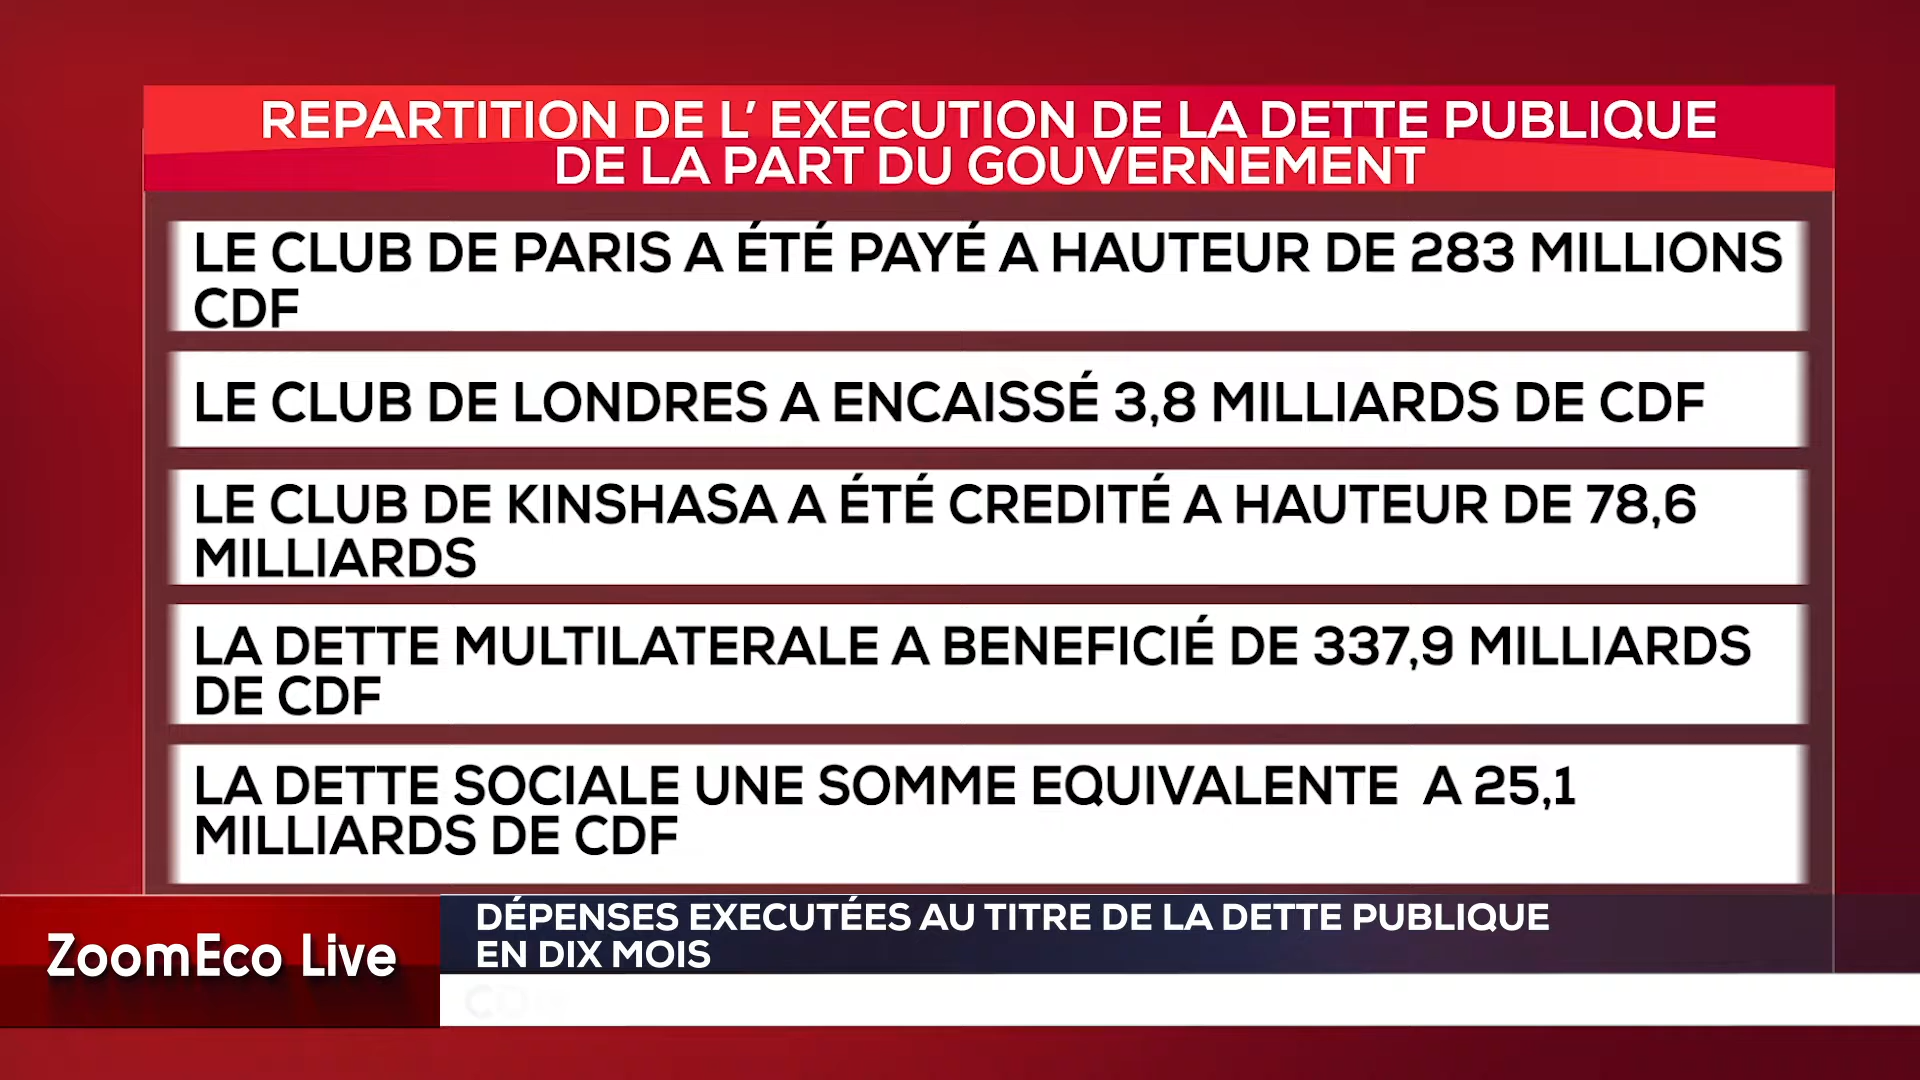 REPARTITION DE L' EXECUTION DE LA DETTE PUBLIQUE
DE LA PART DU GOUVERNEMENT
LE CLUB DE PARIS A ÉTÉ PAYÉ A HAUTEUR DE 283 MILLIONS
CDF
LE CLUB DE LONDRES A ENCAISSÉ 3,8 MILLIARDS DE CDF
LE CLUB DE KINSHASA A ÉTÉ CREDITÉ A HAUTEUR DE 78,6
MILLIARDS
LA DETTE MULTILATERALE A BENEFICIÉ DE 337,9 MILLIARDS
DE CDF
LA DETTE SOCIALE UNE SOMME EQUIVALENTE A 25,1
MILLIARDS DE CDF
DÉPENSES EXECUTÉES AU TITRE DE LA DETTE PUBLIQUE
EN DIX MOIS
ZoomEco Live